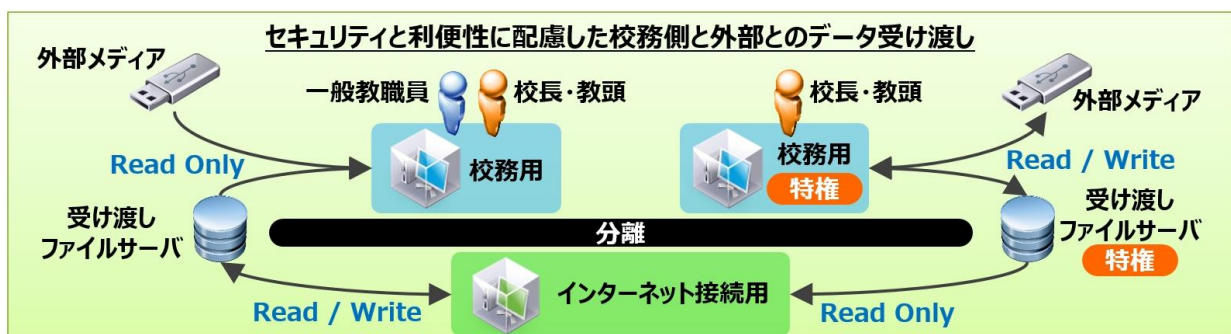 セキュリティと利便性に配慮した校務側と外部とのデータ受け渡し
外部メディア
一般教職員
校長・教頭
校務用
Read Only
受け渡し
ファイルサーバ
Read / Write
校長・教頭
校務用
特権
外部メディア
Read / Write
受け渡し
ファイルサーバ
特権
分離
インターネット接続用
Read Only